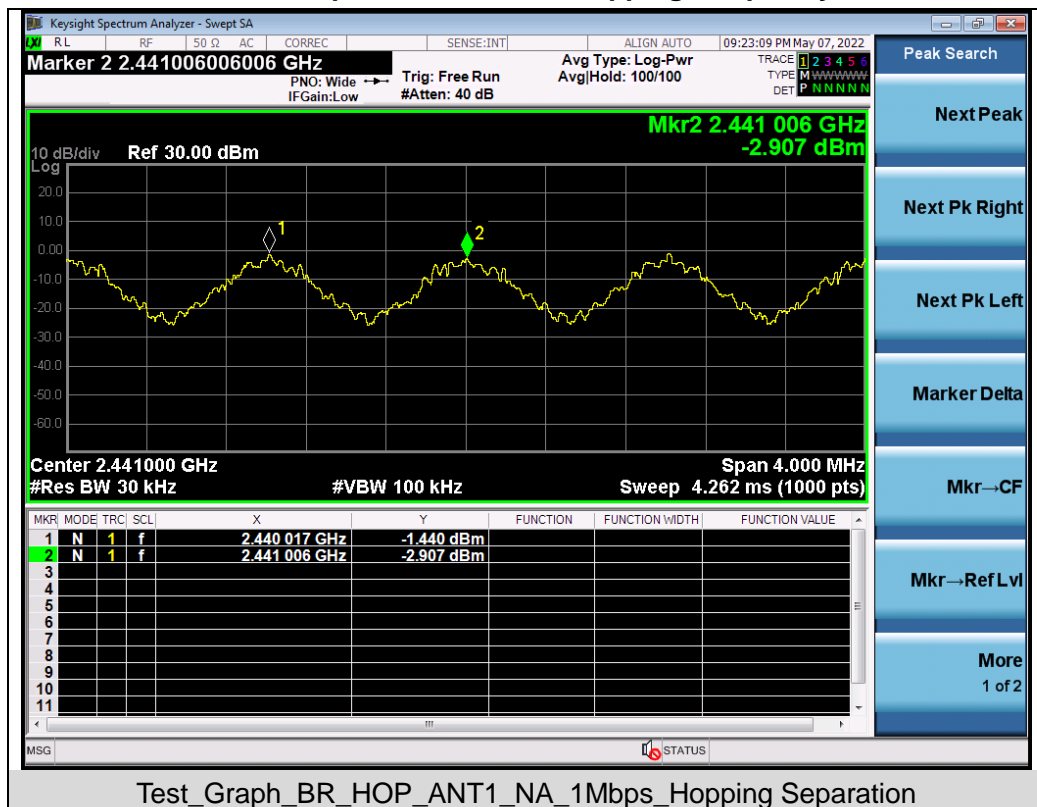 Keysight Spectrum Analyzer - Swept SA
LXI RL RF 50 Ω AC CORREC SENSE:INT ALIGN AUTO 09:23:09 PM May 07, 2022
Marker 2 2.441006006006 GHz
PNO: Wide
IFGain:Low
Trig: Free Run
#Atten: 40 dB
Avg Type: Log-Pwr
Avg|Hold: 100/100
TRACE 1 2 3 4 5 6
TYPE M WWWWW
DET P N N N N N
Peak Search
Mkr2 2.441 006 GHz
-2.907 dBm
10 dB/div Ref 30.00 dBm
Log
20.0
10.0
0.00
-10.0
-20.0
-30.0
-40.0
-50.0
-60.0
1
2
Center 2.441000 GHz Span 4.000 MHz
#Res BW 30 kHz #VBW 100 kHz Sweep 4.262 ms (1000 pts)
MKR MODE TRC SCL X Y FUNCTION FUNCTION WIDTH FUNCTION VALUE
1 N 1 f 2.440 017 GHz -1.440 dBm
2 N 1 f 2.441 006 GHz -2.907 dBm
3
4
5
6
7
8
9
10
11
Next Peak
Next Pk Right
Next Pk Left
Marker Delta
Mkr→CF
Mkr→Ref Lvl
More
1 of 2
MSG STATUS
Test_Graph_BR_HOP_ANT1_NA_1Mbps_Hopping Separation